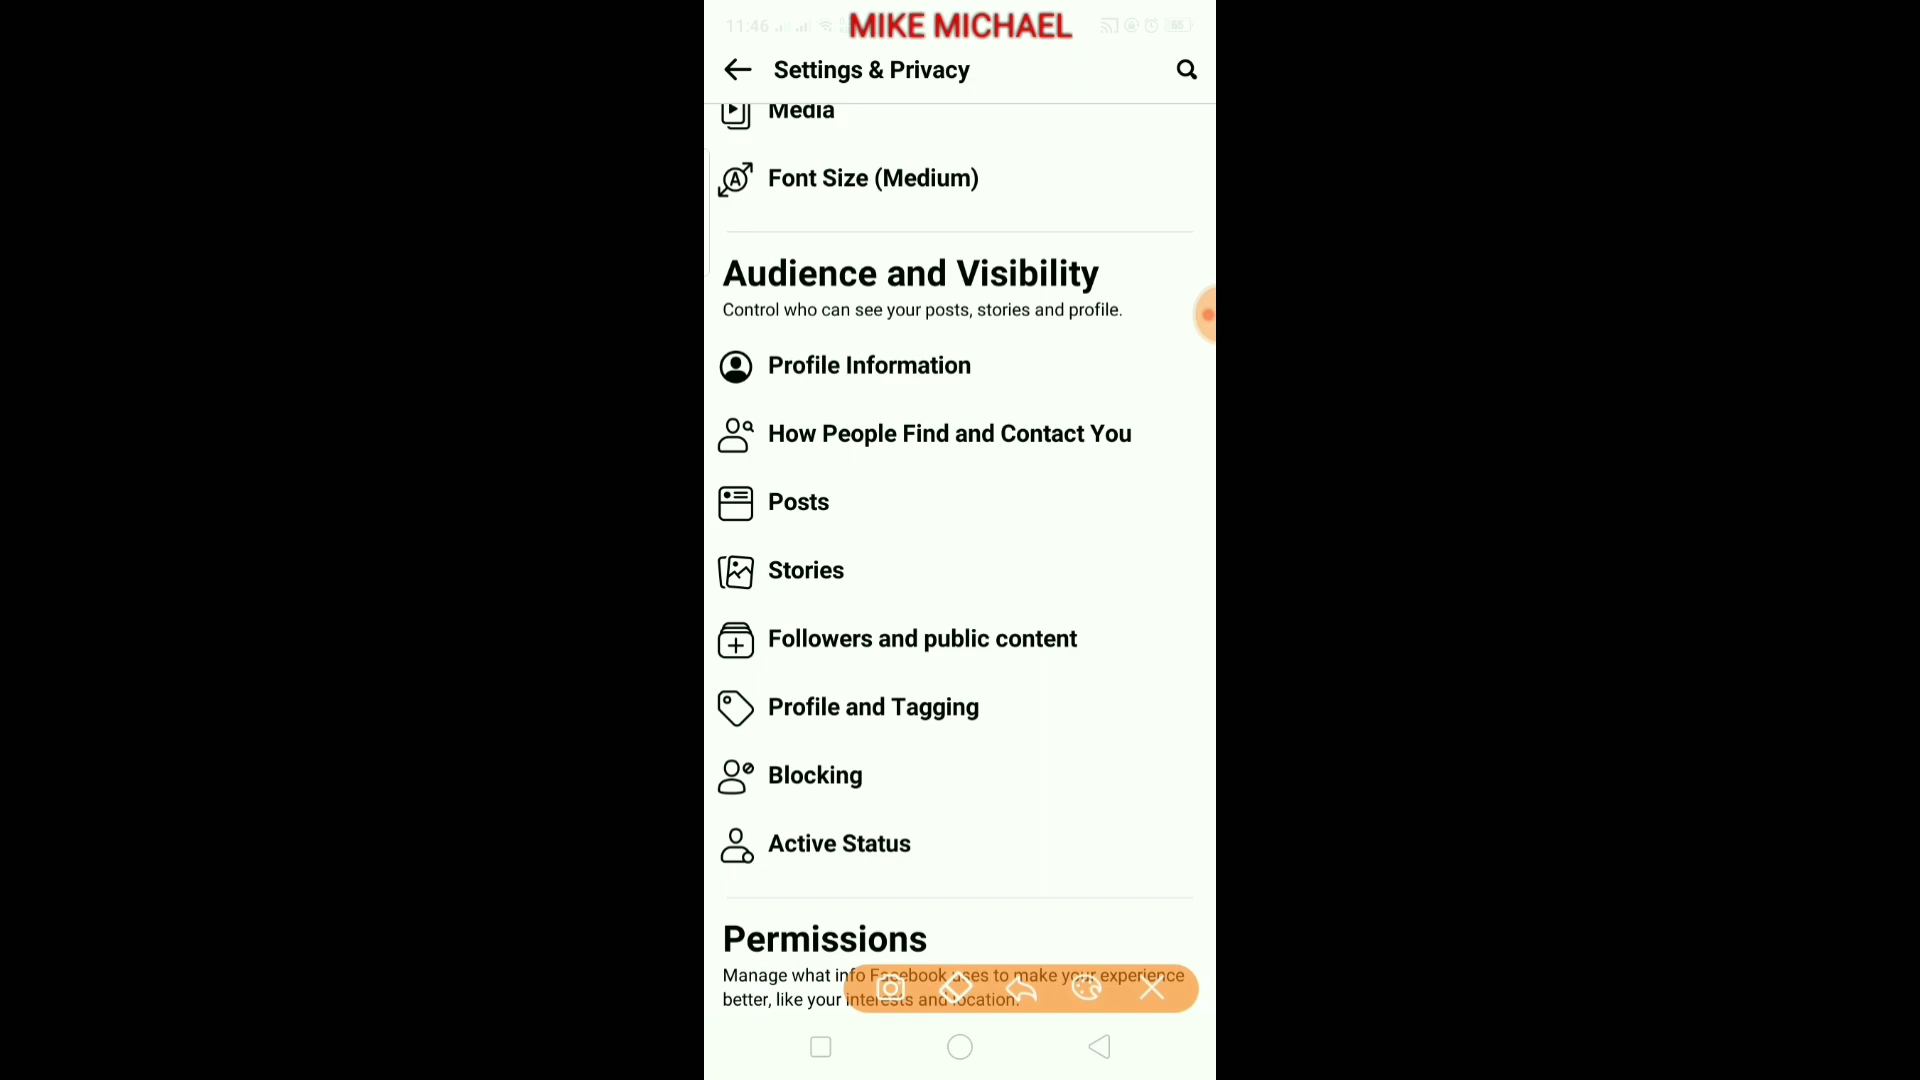 11:46
MIKE MICHAEL
Settings & Privacy
Media
Font Size (Medium)
Audience and Visibility
Control who can see your posts, stories and profile.
Profile Information
How People Find and Contact You
Posts
Stories
Followers and public content
Profile and Tagging
Blocking
Active Status
Permissions
Manage what info Facebook uses to make your experience
better, like your interests and location.